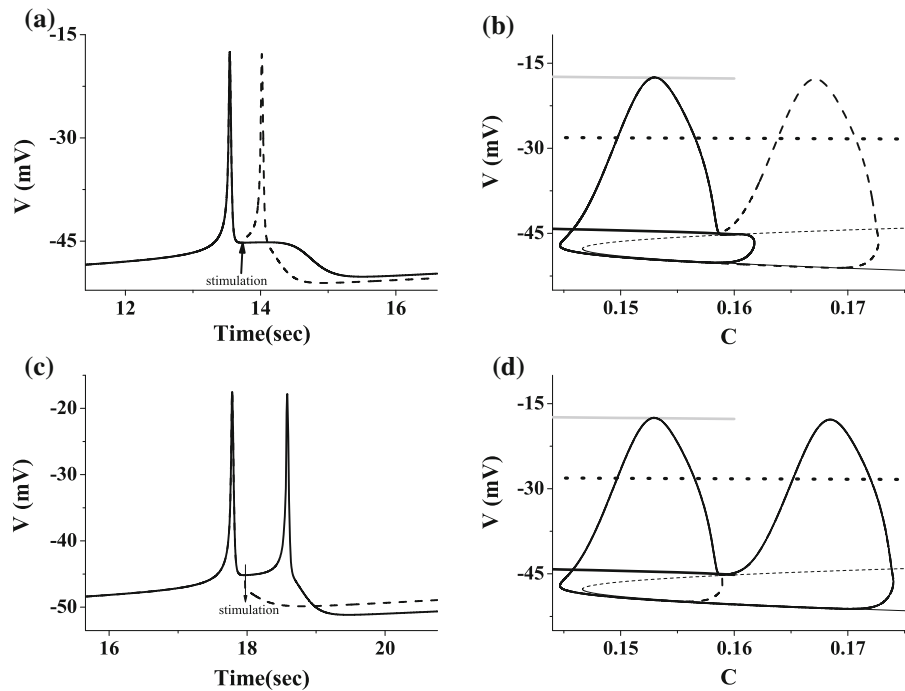 (a)
-15
-30
-45
V (mV)
stimulation
12 14 16
Time(sec)
(b)
-15
-30
-45
V (mV)
0.15 0.16 0.17
C
(c)
-20
-30
-40
-50
V (mV)
stimulation
16 18 20
Time(sec)
(d)
-15
-30
-45
V (mV)
0.15 0.16 0.17
C